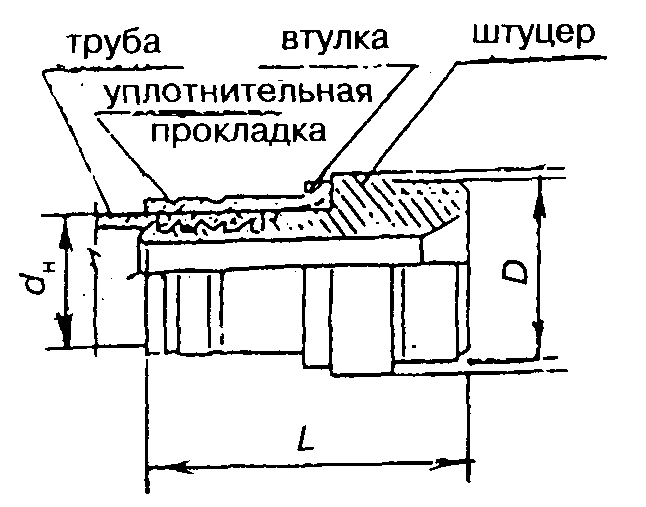 труба
втулка
штуцер
уплотнительная
прокладка
dн
D
L